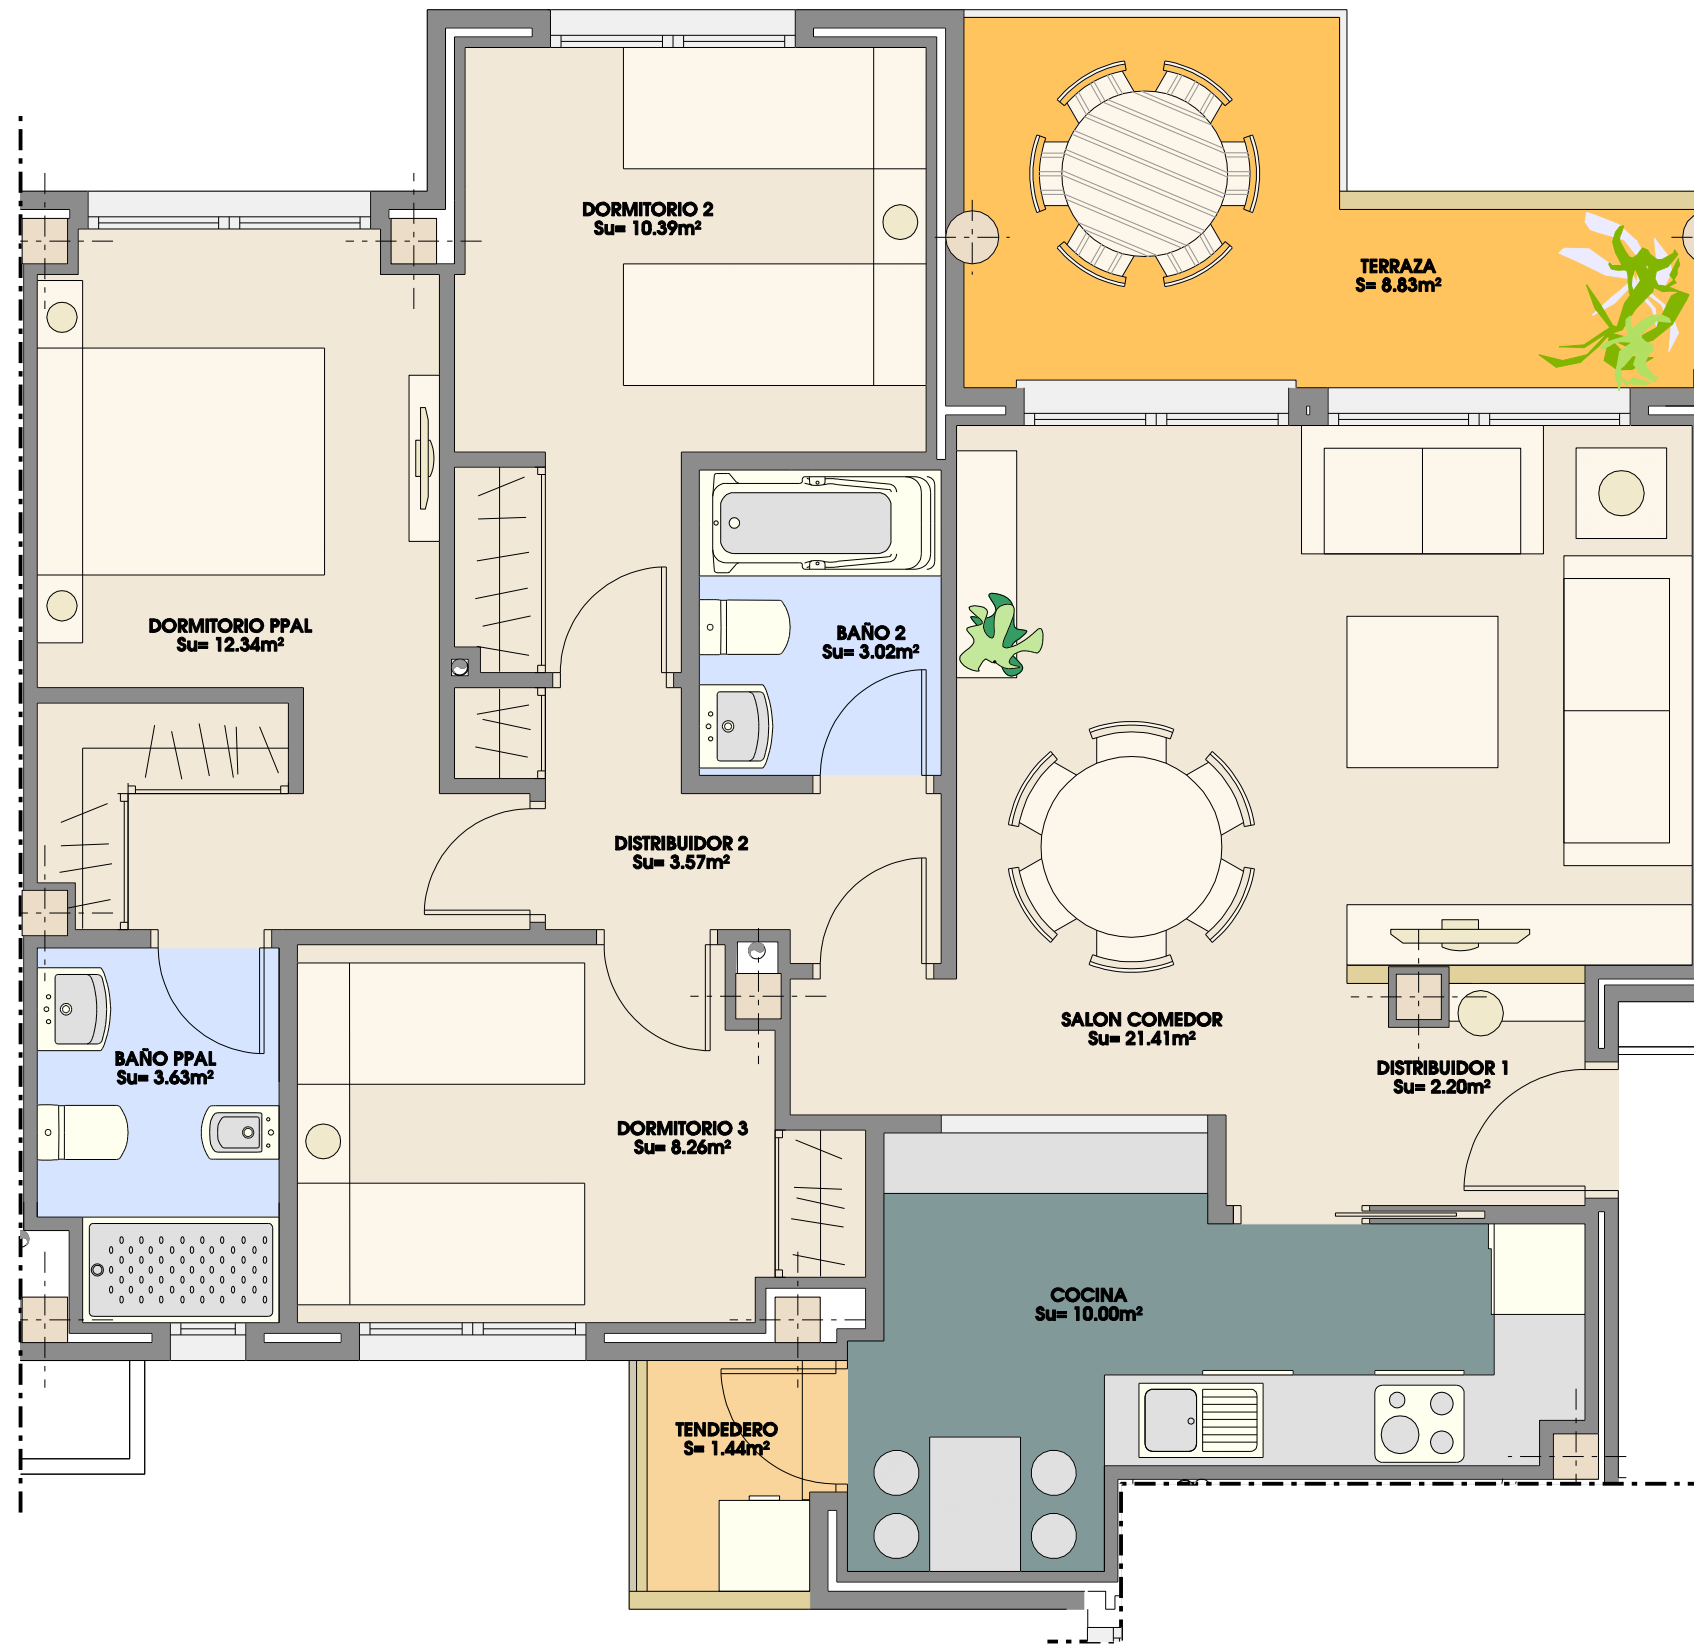 DORMITORIO 2
Su= 10.39m²
TERRAZA
S= 8.83m²
DORMITORIO PPAL
Su= 12.34m²
BAÑO 2
Su= 3.02m²
DISTRIBUIDOR 2
Su= 3.57m²
SALON COMEDOR
Su= 21.41m²
BAÑO PPAL
Su= 3.63m²
DISTRIBUIDOR 1
Su= 2.20m²
DORMITORIO 3
Su= 8.26m²
COCINA
Su= 10.00m²
TENDEDERO
S= 1.44m²